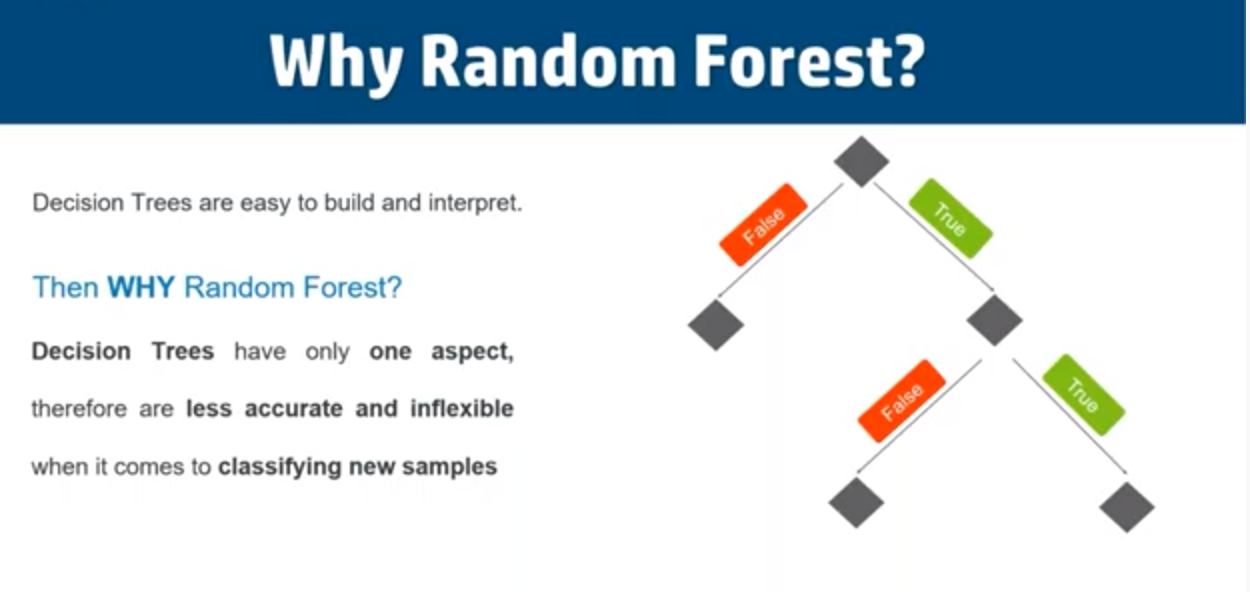 Why Random Forest?
Decision Trees are easy to build and interpret.
Then WHY Random Forest?
Decision Trees have only one aspect,
therefore are less accurate and inflexible
when it comes to classifying new samples
False
True
False
True